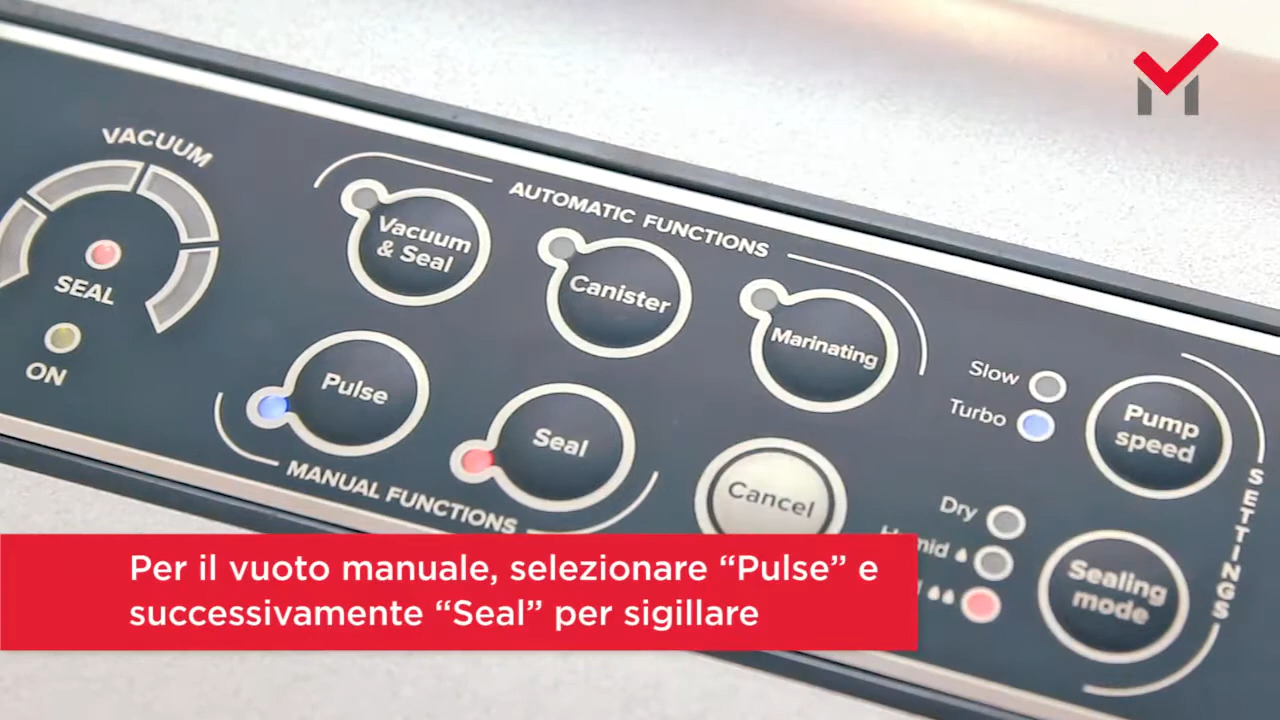 VACUUM
SEAL
ON
AUTOMATIC FUNCTIONS
Vacuum
& Seal
Canister
Marinating
Pulse
Seal
MANUAL FUNCTIONS
Cancel
Slow
Turbo
Pump
speed
Dry
Sealing
mode
SETTINGS
Per il vuoto manuale, selezionare “Pulse” e
successivamente “Seal” per sigillare